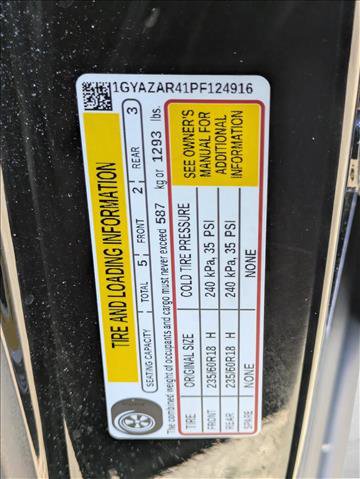 1GYAZAR41PF124916
TIRE AND LOADING INFORMATION
SEATING CAPACITY TOTAL 5 FRONT 2 REAR 3
The combined weight of occupants and cargo must never exceed 587 kg or 1293 lbs.
TIRE ORIGINAL SIZE COLD TIRE PRESSURE
FRONT 235/60R18 H 240 kPa, 35 PSI
REAR 235/60R18 H 240 kPa, 35 PSI
SPARE NONE NONE
SEE OWNER'S
MANUAL FOR
ADDITIONAL
INFORMATION